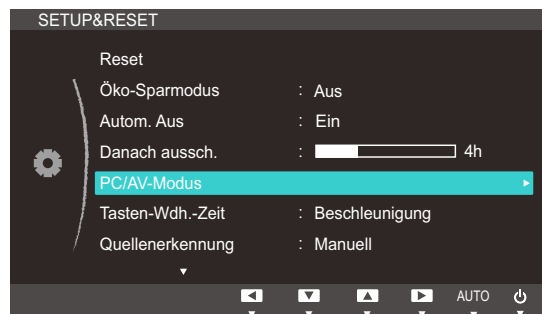 SETUP&RESET
Reset
Öko-Sparmodus : Aus
Autom. Aus : Ein
Danach aussch. : 4h
PC/AV-Modus
Tasten-Wdh.-Zeit : Beschleunigung
Quellenerkennung : Manuell
AUTO